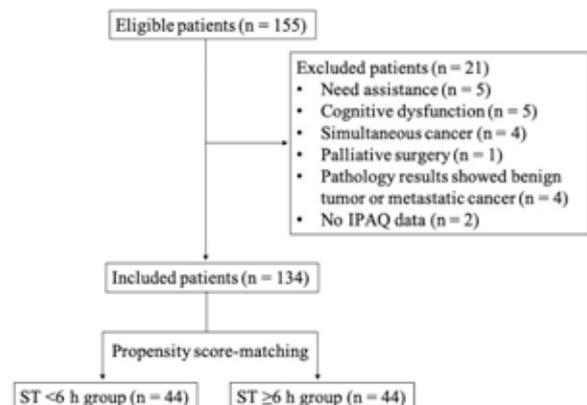 Eligible patients (n = 155)
Excluded patients (n = 21)
• Need assistance (n = 5)
• Cognitive dysfunction (n = 5)
• Simultaneous cancer (n = 4)
• Palliative surgery (n = 1)
• Pathology results showed benign
tumor or metastatic cancer (n = 4)
• No IPAQ data (n = 2)
Included patients (n = 134)
Propensity score-matching
ST <6 h group (n = 44)
ST ≥6 h group (n = 44)